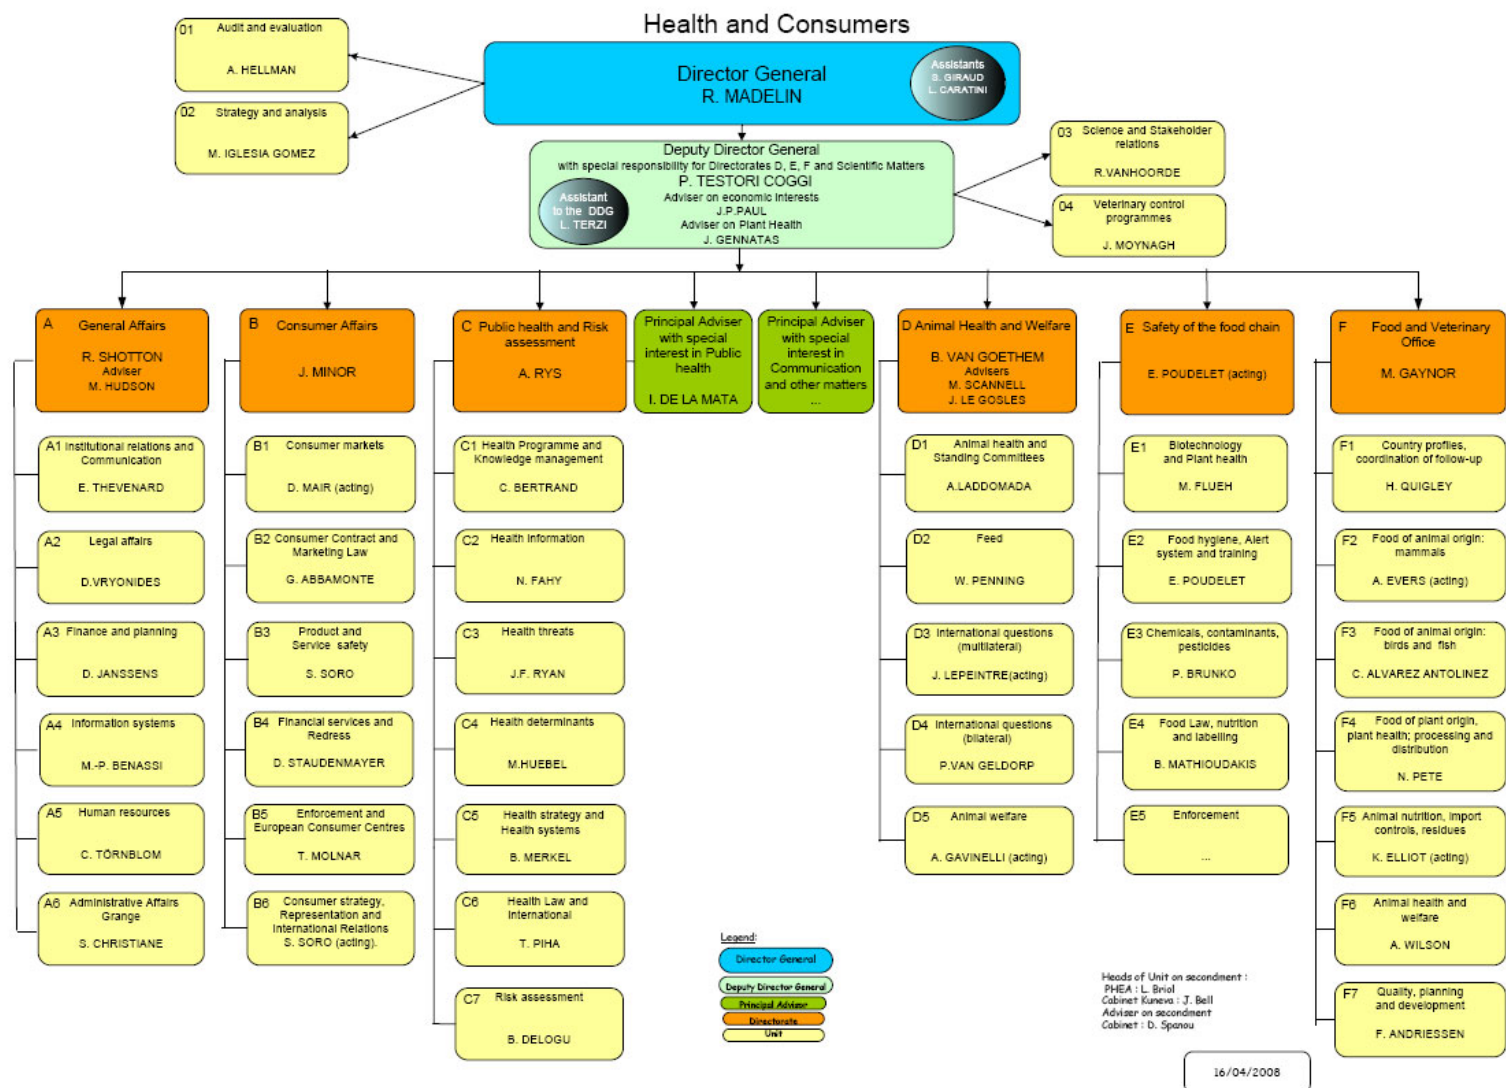 Health and Consumers
01 Audit and evaluation
A. HELLMAN
02 Strategy and analysis
M. IGLESIA GOMEZ
Director General
R. MADELIN
Assistants
S. GIRAUD
L. CARATINI
Deputy Director General
with special responsibility for Directorates D, E, F and Scientific Matters
P. TESTORI COGGI
Adviser on economic interests
J.P.PAUL
Adviser on Plant Health
J. GENNATAS
Assistant
to the DDG
L. TERZI
03 Science and Stakeholder
relations
R.VANHOORDE
04 Veterinary control
programmes
J. MOYNAGH
A General Affairs
R. SHOTTON
Adviser
M. HUDSON
B Consumer Affairs
J. MINOR
C Public health and Risk
assessment
A. RYS
Principal Adviser
with special
interest in Public
health
I. DE LA MATA
Principal Adviser
with special
interest in
Communication
and other matters
...
D Animal Health and Welfare
B. VAN GOETHEM
Advisers
M. SCANNELL
J. LE GOSLES
E Safety of the food chain
E. POUDELET (acting)
F Food and Veterinary
Office
M. GAYNOR
A1 Institutional relations and
Communication
E. THEVENARD
A2 Legal affairs
D.VRYONIDES
A3 Finance and planning
D. JANSSENS
A4 Information systems
M.-P. BENASSI
A5 Human resources
C. TÖRNBLOM
A6 Administrative Affairs
Grange
S. CHRISTIANE
B1 Consumer markets
D. MAIR (acting)
B2 Consumer Contract and
Marketing Law
G. ABBAMONTE
B3 Product and
Service safety
S. SORO
B4 Financial services and
Redress
D. STAUDENMAYER
B5 Enforcement and
European Consumer Centres
T. MOLNAR
B6 Consumer strategy,
Representation and
International Relations
S. SORO (acting).
C1 Health Programme and
Knowledge management
C. BERTRAND
C2 Health information
N. FAHY
C3 Health threats
J.F. RYAN
C4 Health determinants
M.HUEBEL
C5 Health strategy and
Health systems
B. MERKEL
C6 Health Law and
International
T. PIHA
C7 Risk assessment
B. DELOGU
D1 Animal health and
Standing Committees
A.LADDOMADA
D2 Feed
W. PENNING
D3 International questions
(multilateral)
J. LEPEINTRE(acting)
D4 International questions
(bilateral)
P.VAN GELDORP
D5 Animal welfare
A. GAVINELLI (acting)
E1 Biotechnology
and Plant health
M. FLUEH
E2 Food hygiene, Alert
system and training
E. POUDELET
E3 Chemicals, contaminants,
pesticides
P. BRUNKO
E4 Food Law, nutrition
and labelling
B. MATHIOUDAKIS
E5 Enforcement
...
F1 Country profiles,
coordination of follow-up
H. QUIGLEY
F2 Food of animal origin:
mammals
A. EVERS (acting)
F3 Food of animal origin:
birds and fish
C. ALVAREZ ANTOLINEZ
F4 Food of plant origin,
plant health; processing and
distribution
N. PETE
F5 Animal nutrition, import
controls, residues
K. ELLIOT (acting)
F6 Animal health and
welfare
A. WILSON
F7 Quality, planning
and development
F. ANDRIESSEN
Legend:
Director General
Deputy Director General
Principal Advisor
Directorate
Unit
Heads of Unit on secondment :
PHEA : L. Briol
Cabinet Kuneva : J. Bell
Adviser on secondment
Cabinet : D. Spanou
16/04/2008